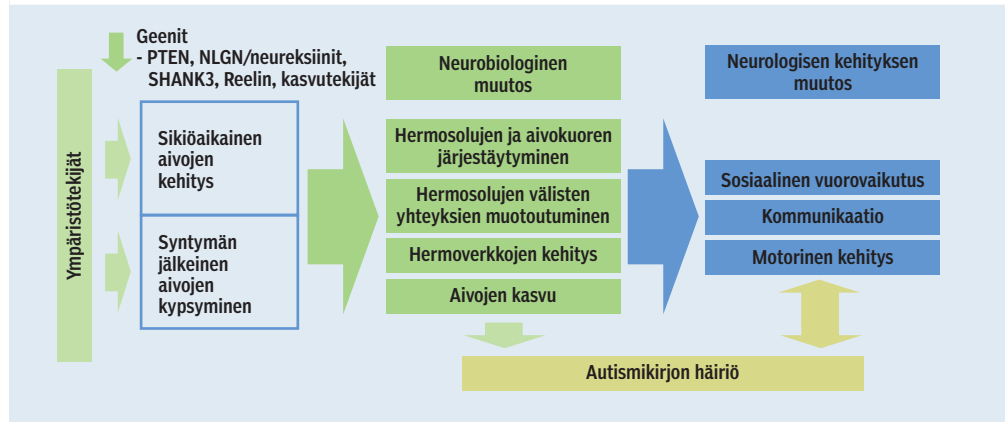 Geenit
- PTEN, NLGN/neureksiinit,
SHANK3, Reelin, kasvutekijät
Ympäristötekijät
Sikiöaikainen
aivojen
kehitys
Syntymän
jälkeinen
aivojen
kypsyminen
Neurobiologinen
muutos
Hermosolujen ja aivokuoren
järjestäytyminen
Hermosolujen välisten
yhteyksien muotoutuminen
Hermoverkkojen kehitys
Aivojen kasvu
Neurologisen kehityksen
muutos
Sosiaalinen vuorovaikutus
Kommunikaatio
Motorinen kehitys
Autismikirjon häiriö